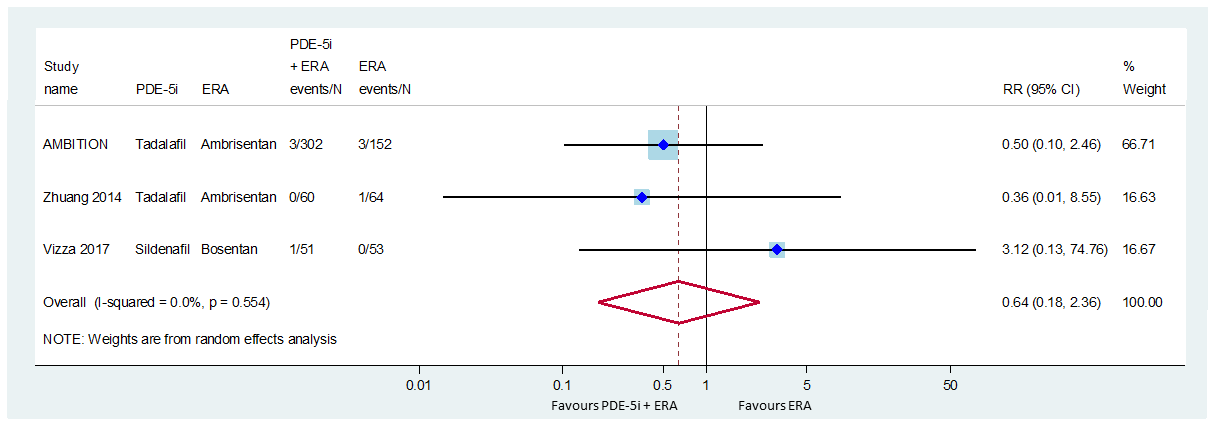 PDE-5i
Study + ERA ERA %
name PDE-5i ERA events/N events/N RR (95% CI) Weight
AMBITION Tadalafil Ambrisentan 3/302 3/152 0.50 (0.10, 2.46) 66.71
Zhuang 2014 Tadalafil Ambrisentan 0/60 1/64 0.36 (0.01, 8.55) 16.63
Vizza 2017 Sildenafil Bosentan 1/51 0/53 3.12 (0.13, 74.76) 16.67
Overall (I-squared = 0.0%, p = 0.554) 0.64 (0.18, 2.36) 100.00
NOTE: Weights are from random effects analysis
0.01 0.1 0.5 1 5 50
Favours PDE-5i + ERA Favours ERA